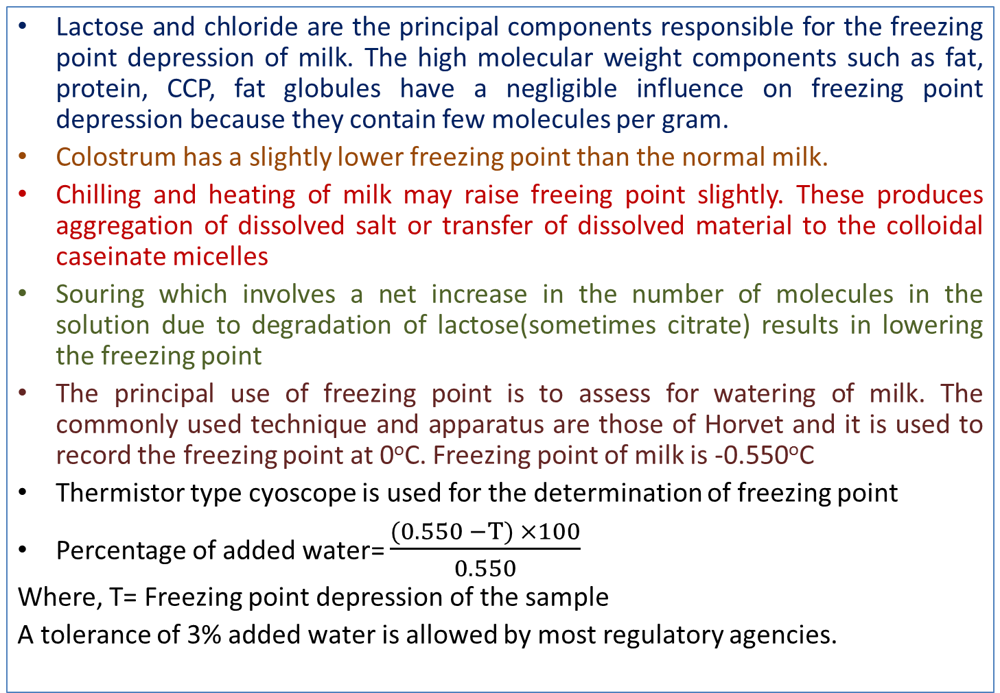 • Lactose and chloride are the principal components responsible for the freezing
point depression of milk. The high molecular weight components such as fat,
protein, CCP, fat globules have a negligible influence on freezing point
depression because they contain few molecules per gram.
• Colostrum has a slightly lower freezing point than the normal milk.
• Chilling and heating of milk may raise freeing point slightly. These produces
aggregation of dissolved salt or transfer of dissolved material to the colloidal
caseinate micelles
• Souring which involves a net increase in the number of molecules in the
solution due to degradation of lactose(sometimes citrate) results in lowering
the freezing point
• The principal use of freezing point is to assess for watering of milk. The
commonly used technique and apparatus are those of Horvet and it is used to
record the freezing point at 0°C. Freezing point of milk is -0.550°C
• Thermistor type cyoscope is used for the determination of freezing point
• Percentage of added water= (0.550 −T) ×100
0.550
Where, T= Freezing point depression of the sample
A tolerance of 3% added water is allowed by most regulatory agencies.